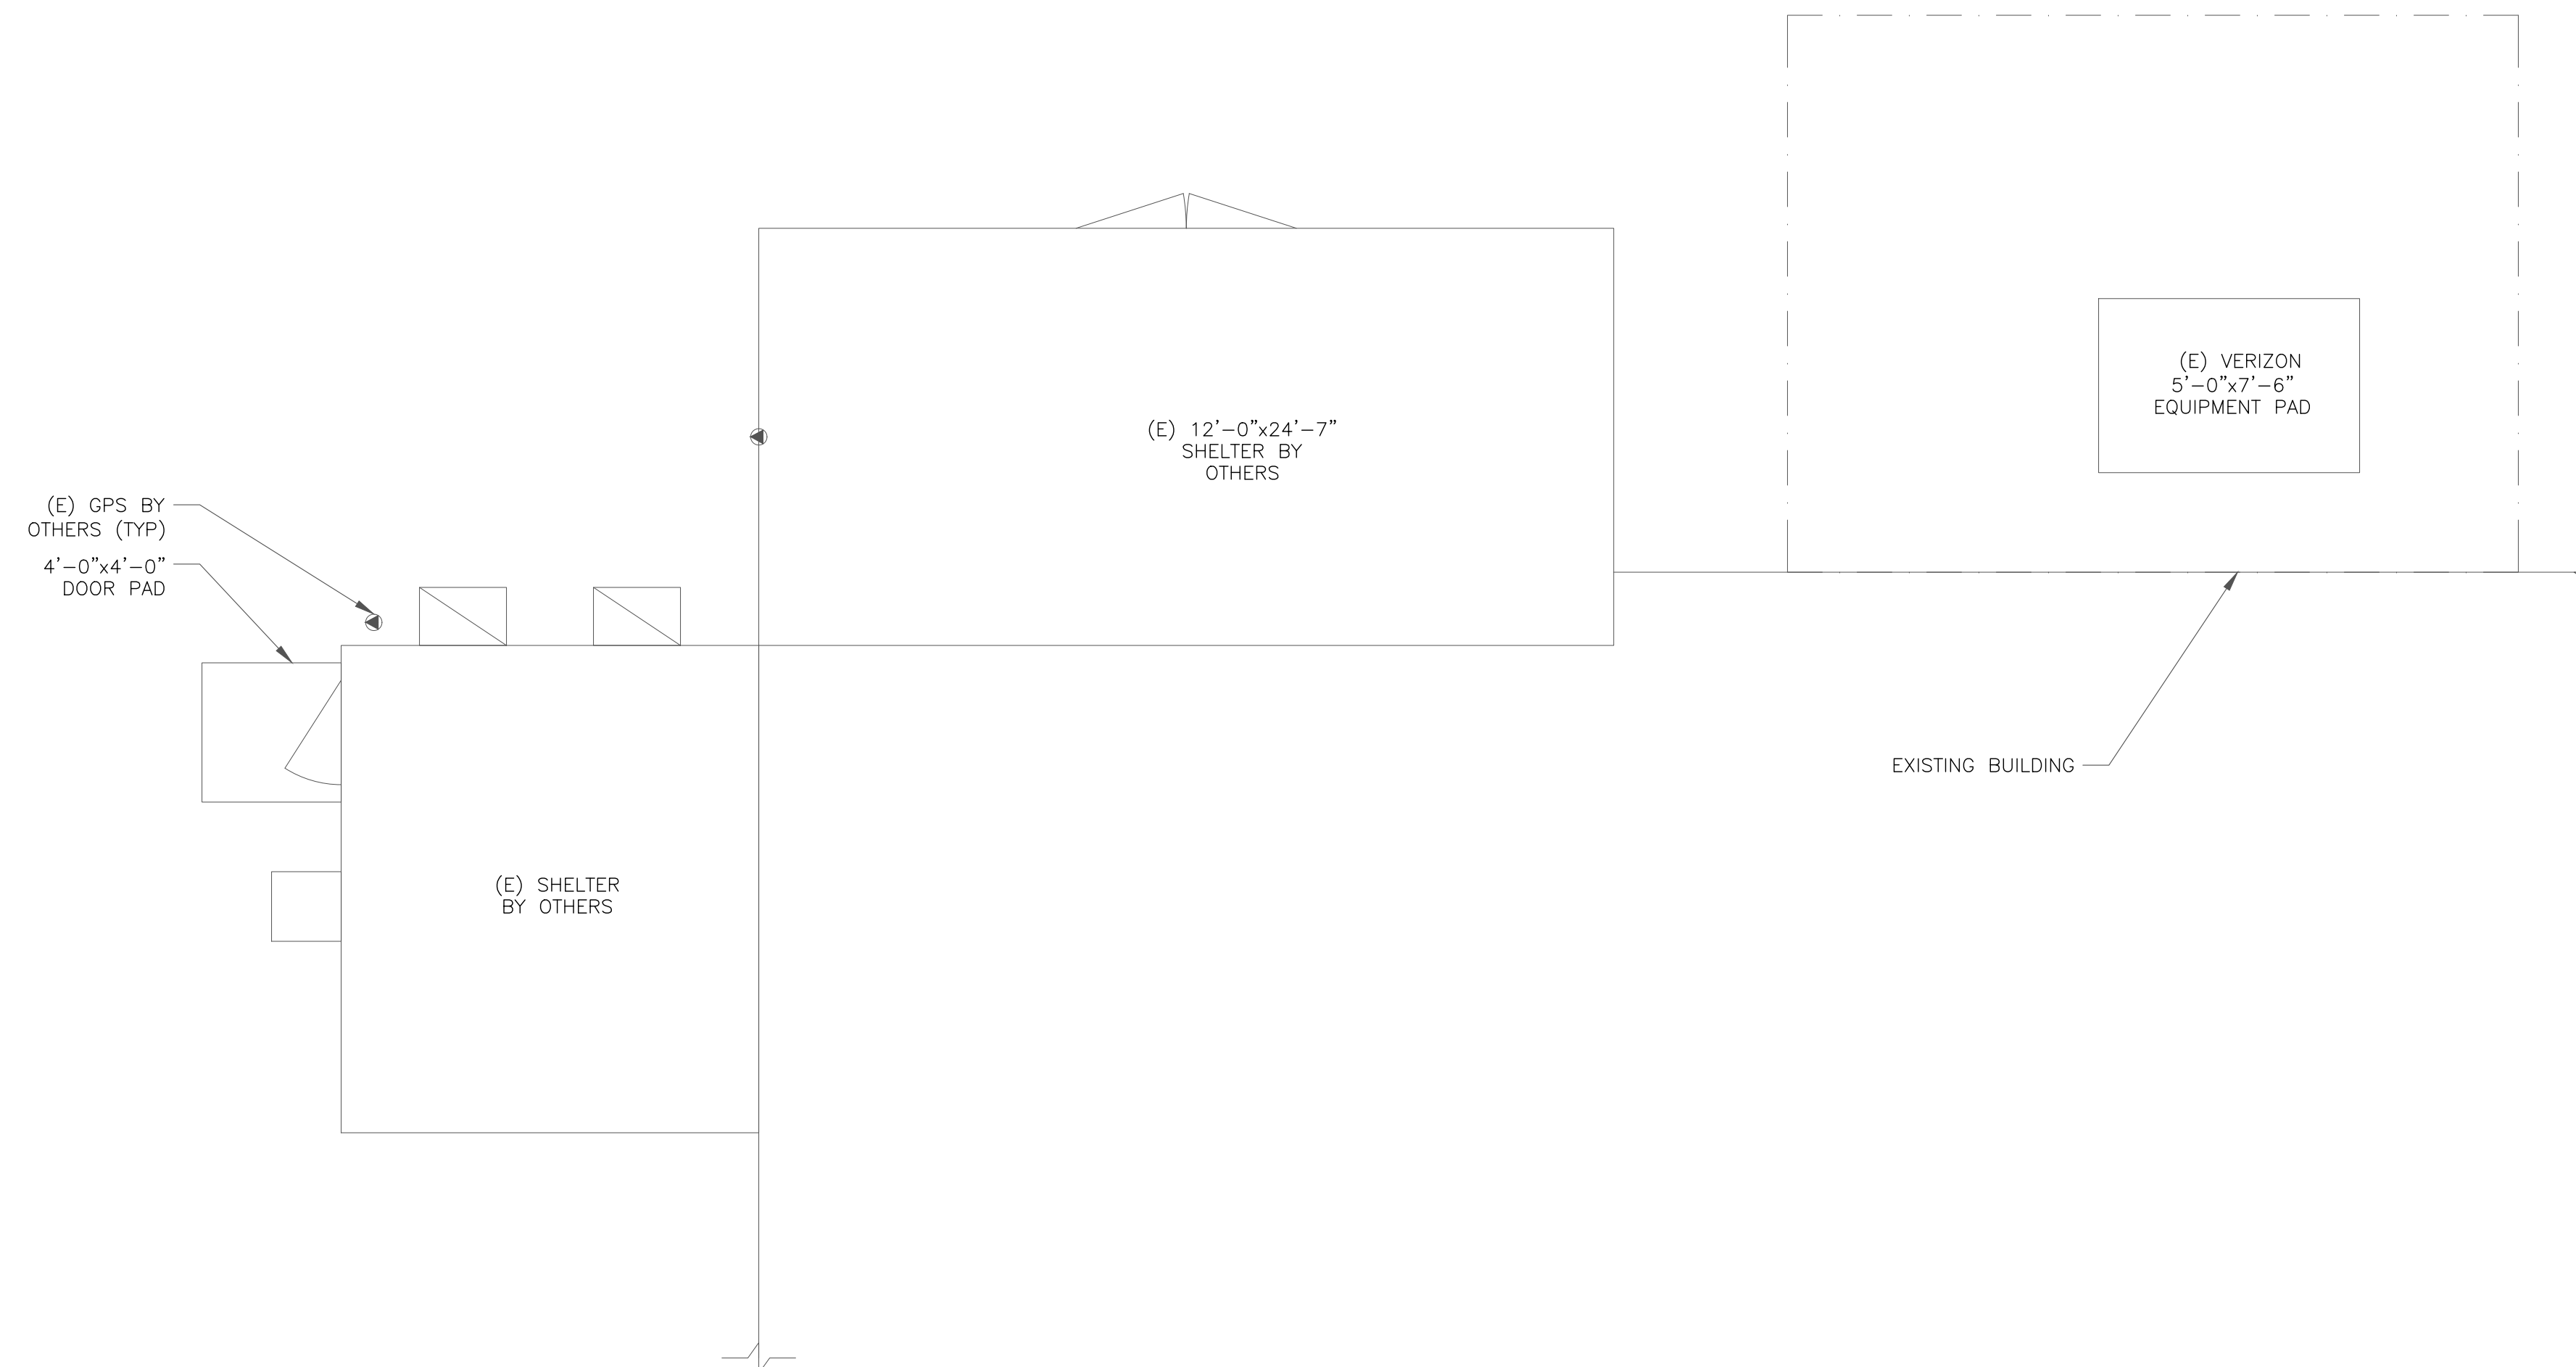 (E) VERIZON
5'-0"x7'-6"
EQUIPMENT PAD
(E) 12'-0"x24'-7"
SHELTER BY
OTHERS
(E) GPS BY
OTHERS (TYP)
4'-0"x4'-0"
DOOR PAD
EXISTING BUILDING
(E) SHELTER
BY OTHERS